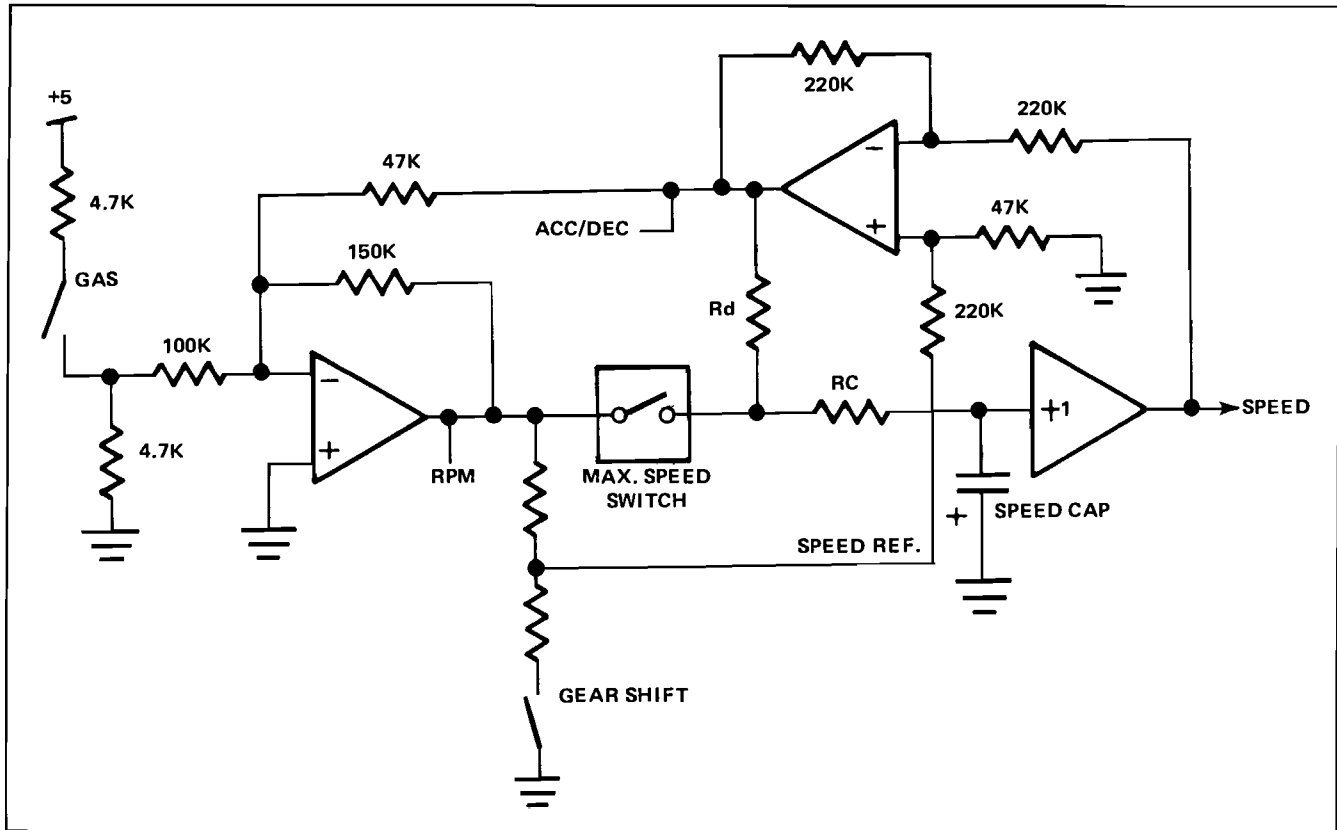 220K
+5
220K
47K
4.7K
47K
ACC/DEC
150K
GAS
Rd
220K
100K
RC
+1
SPEED
4.7K
RPM
MAX. SPEED
SWITCH
SPEED CAP
SPEED REF.
GEAR SHIFT